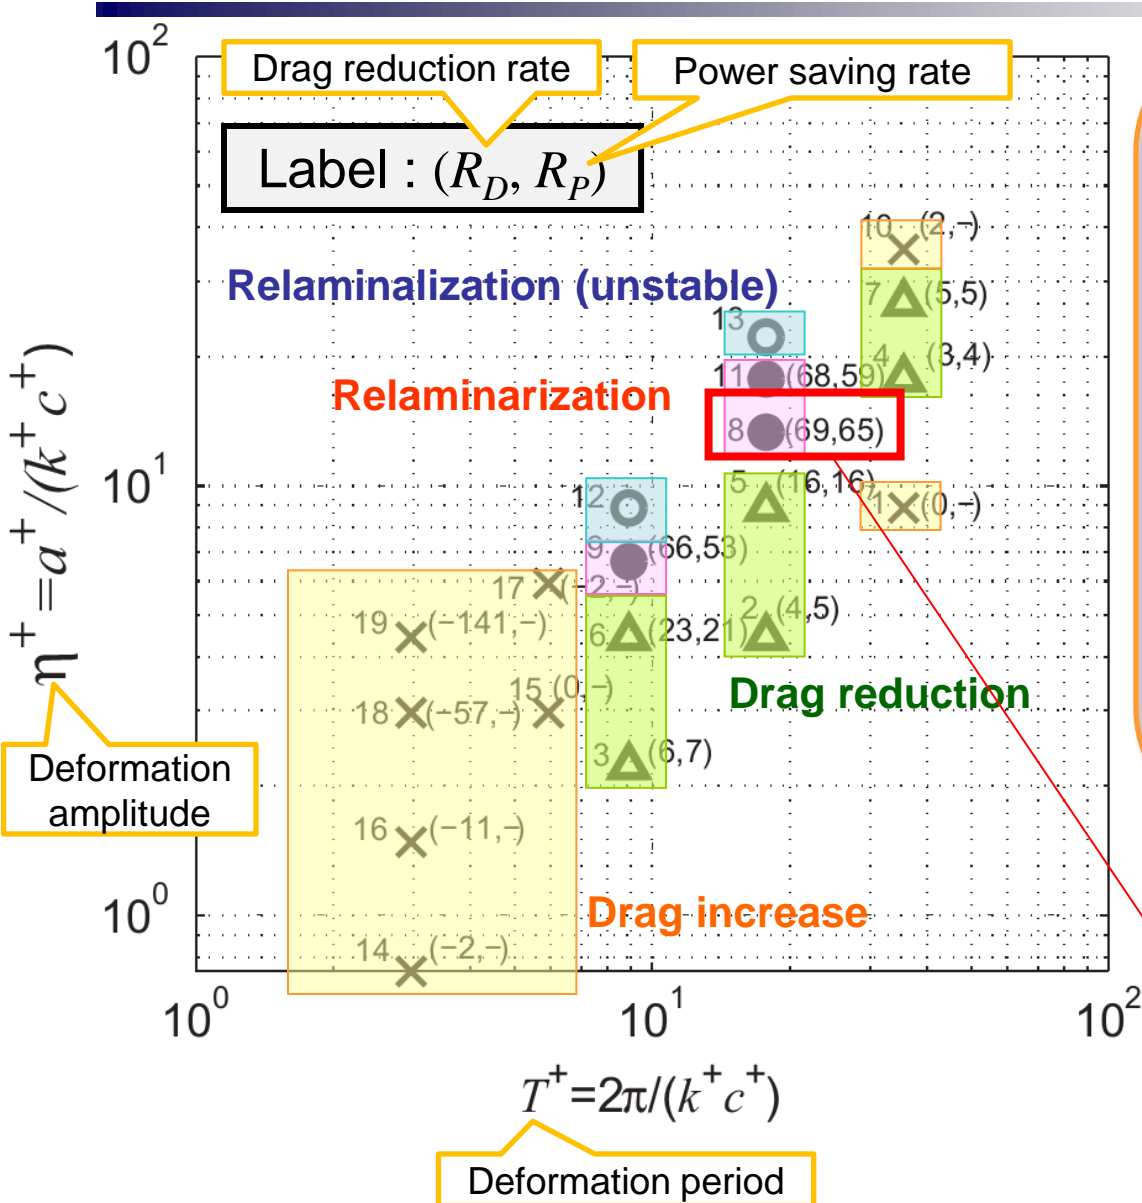 10²
Drag reduction rate
Power saving rate
Label : (R_D, R_P)
10 (2,−)
Relaminalization (unstable)
7 (5,5)
13
4 (3,4)
11 (68,59)
Relaminarization
8 (69,65)
10¹
5 (16,16)
12
1 (0,−)
9 (66,53)
17 (−2,−)
19 (−141,−)
6 (23,21)
2 (4,5)
15 (0,−)
18 (−57,−)
Drag reduction
3 (6,7)
η⁺=a⁺/(k⁺c⁺)
Deformation
amplitude
16 (−11,−)
10⁰
Drag increase
14 (−2,−)
10⁰ 10¹ 10²
T⁺=2π/(k⁺c⁺)
Deformation period